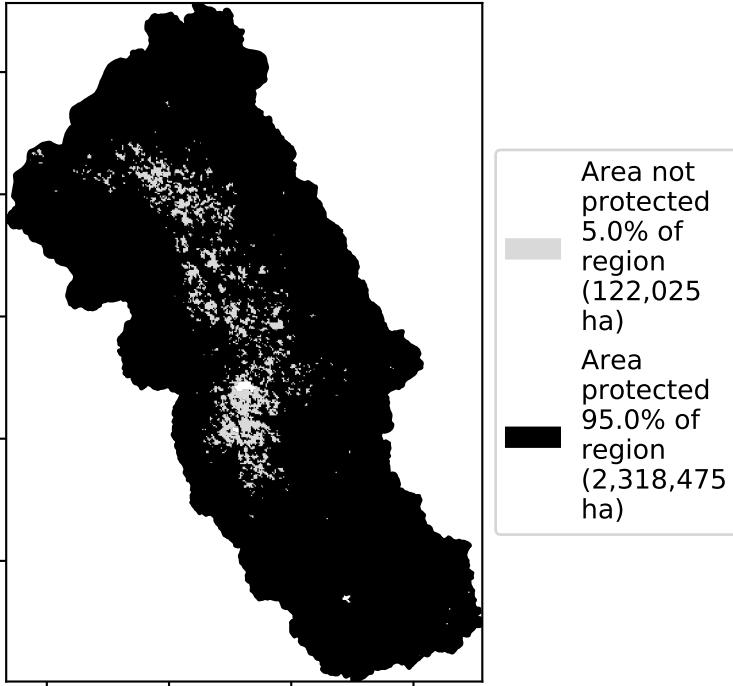 Area not
protected
5.0% of
region
(122,025
ha)
Area
protected
95.0% of
region
(2,318,475
ha)